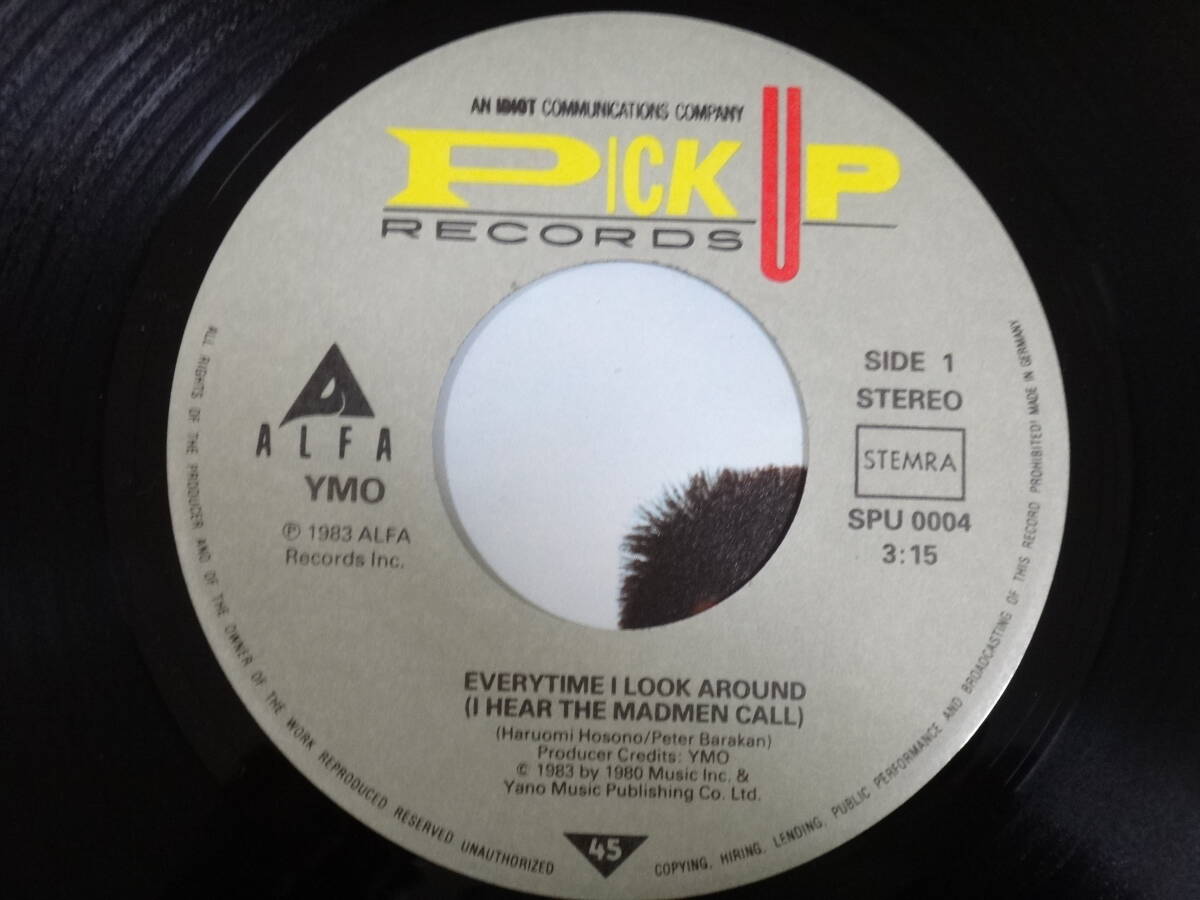 AN IDIOT COMMUNICATIONS COMPANY
PICK UP
RECORDS
ALFA
YMO
Ⓟ 1983 ALFA
Records Inc.
SIDE 1
STEREO
STEMRA
SPU 0004
3:15
EVERYTIME I LOOK AROUND
(I HEAR THE MADMEN CALL)
(Haruomi Hosono/Peter Barakan)
Producer Credits: YMO
© 1983 by 1980 Music Inc. &
Yano Music Publishing Co. Ltd.
45
ALL RIGHTS OF THE PRODUCER AND OF THE OWNER OF THE WORK REPRODUCED RESERVED UNAUTHORIZED
COPYING, HIRING, LENDING, PUBLIC PERFORMANCE AND BROADCASTING OF THIS RECORD PROHIBITED! MADE IN GERMANY